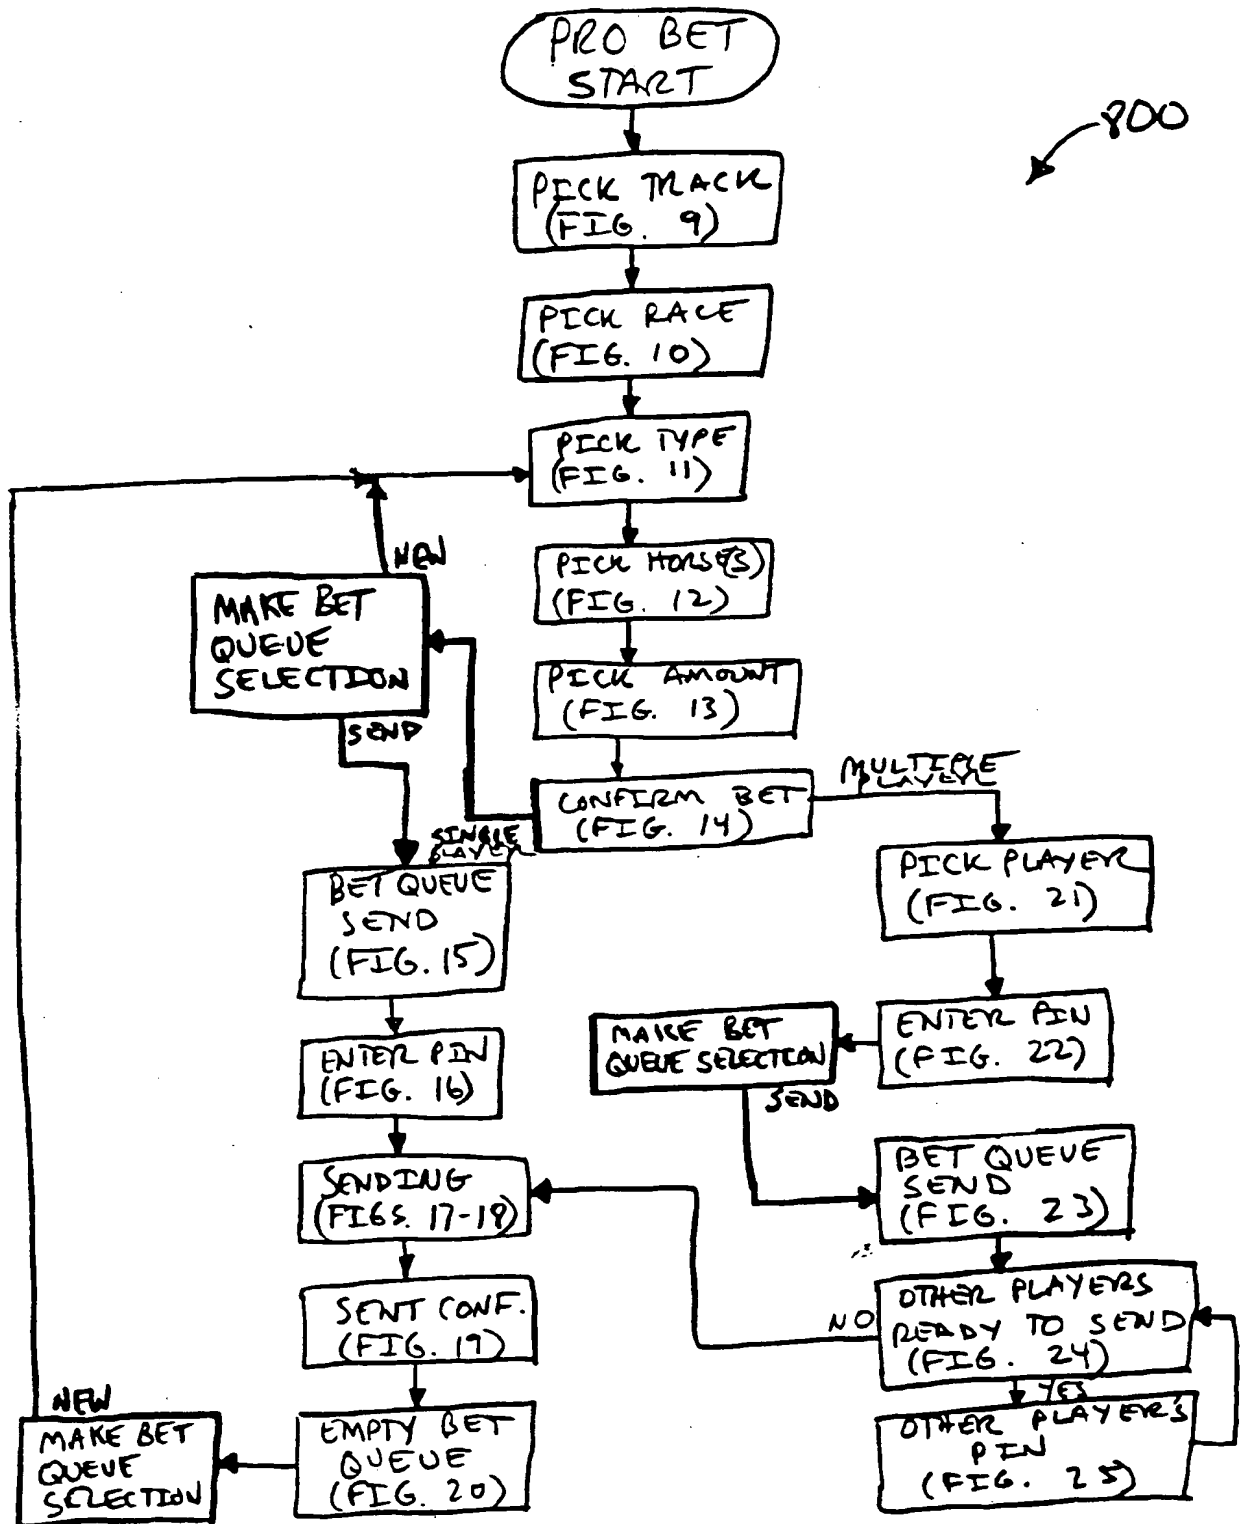 PRO BET
START
800
PICK TRACK
(FIG. 9)
PICK RACE
(FIG. 10)
PICK TYPE
(FIG. 11)
NEW
PICK HORSE(S)
(FIG. 12)
MAKE BET
QUEUE
SELECTION
PICK AMOUNT
(FIG. 13)
SEND
MULTIPLE
PLAYER
CONFIRM BET
(FIG. 14)
SINGLE
PLAYER
PICK PLAYER
(FIG. 21)
BET QUEUE
SEND
(FIG. 15)
ENTER PIN
(FIG. 22)
MAKE BET
QUEUE SELECTION
SEND
ENTER PIN
(FIG. 16)
BET QUEUE
SEND
(FIG. 23)
SENDING
(FIGS. 17-18)
OTHER PLAYERS
READY TO SEND
(FIG. 24)
NO
YES
SENT CONF.
(FIG. 19)
OTHER PLAYER'S
PIN
(FIG. 25)
EMPTY BET
QUEUE
(FIG. 20)
NEW
MAKE BET
QUEUE
SELECTION